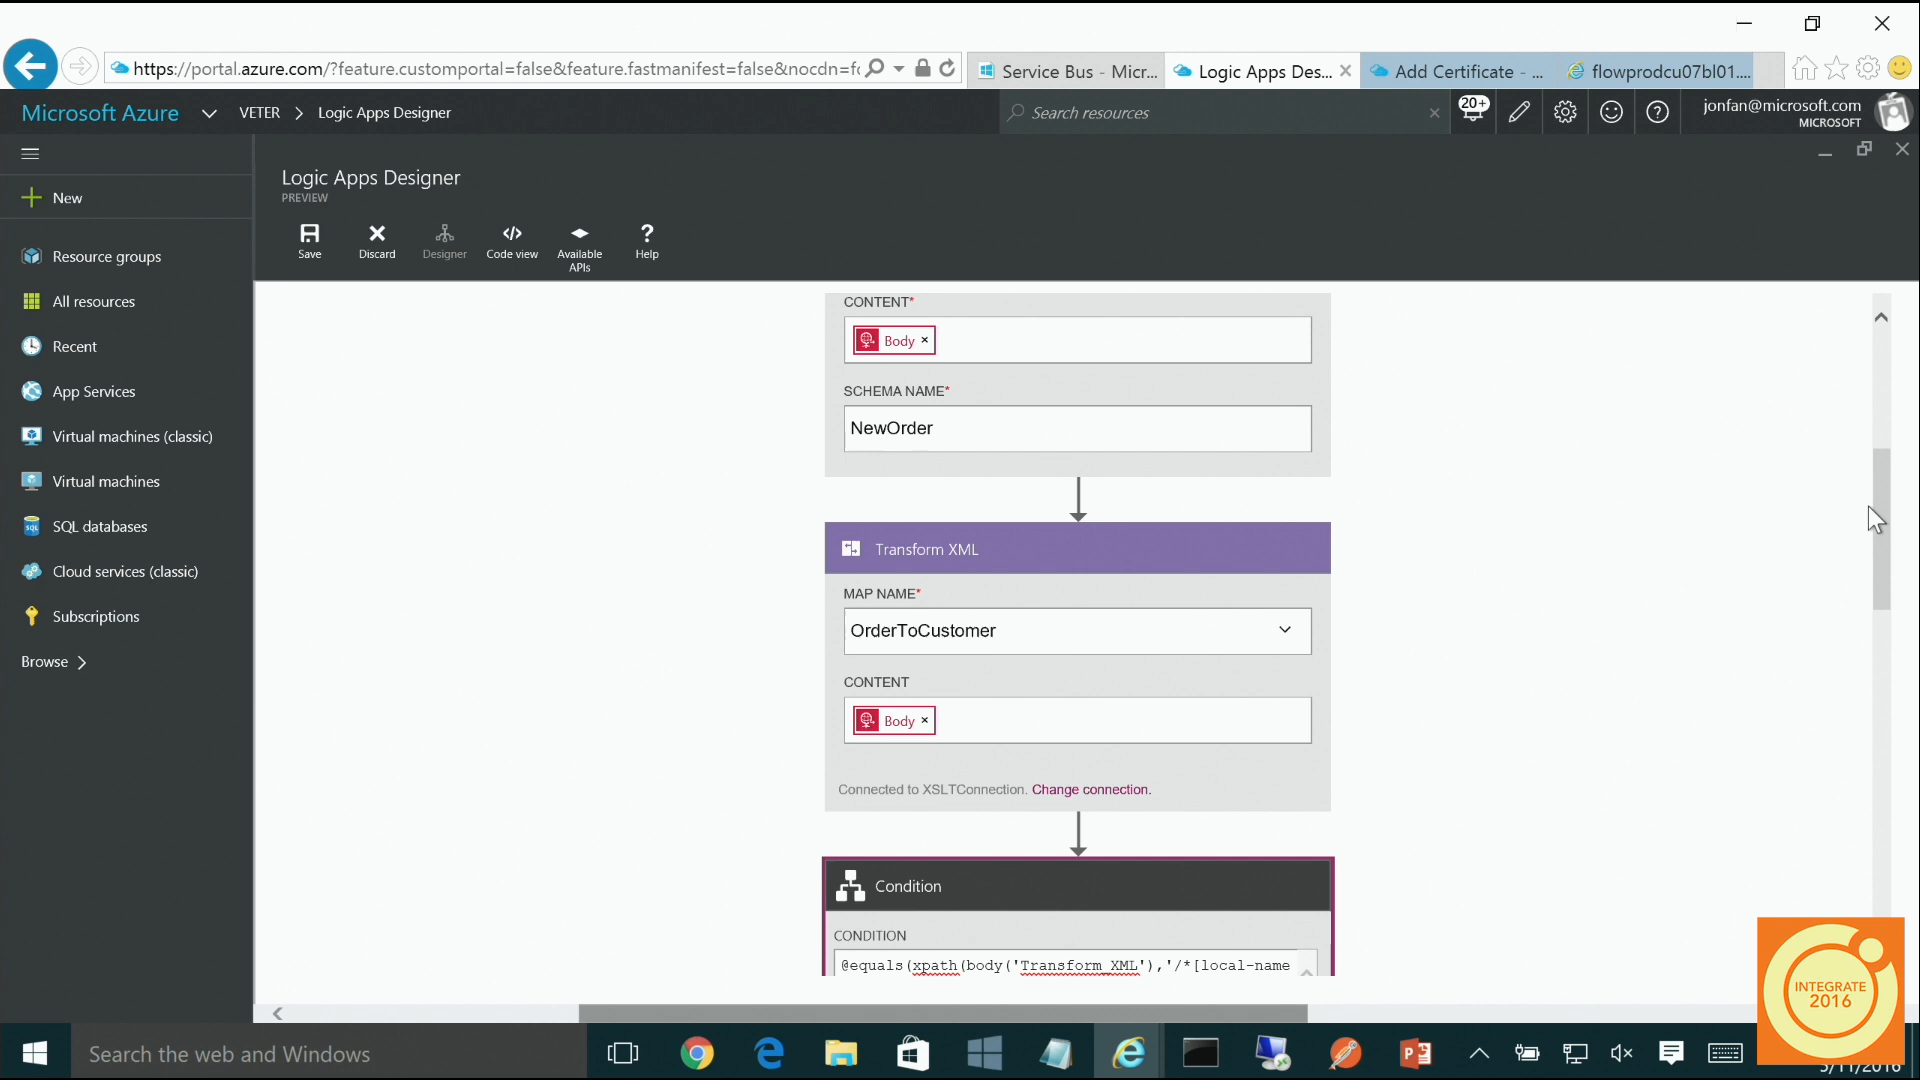 https://portal.azure.com/?feature.customportal=false&feature.fastmanifest=false&nocdn=f
Service Bus - Micr...
Logic Apps Des...
Add Certificate - ...
flowprodcu07bl01....
Microsoft Azure
VETER
Logic Apps Designer
Search resources
20+
jonfan@microsoft.com
MICROSOFT
Logic Apps Designer
PREVIEW
Save
Discard
Designer
Code view
Available APIs
Help
New
Resource groups
All resources
Recent
App Services
Virtual machines (classic)
Virtual machines
SQL databases
Cloud services (classic)
Subscriptions
Browse
CONTENT*
Body ×
SCHEMA NAME*
NewOrder
Transform XML
MAP NAME*
OrderToCustomer
CONTENT
Body ×
Connected to XSLTConnection. Change connection.
Condition
CONDITION
@equals(xpath(body('Transform_XML'),'/*[local-name
INTEGRATE
2016
Search the web and Windows
5/11/2016